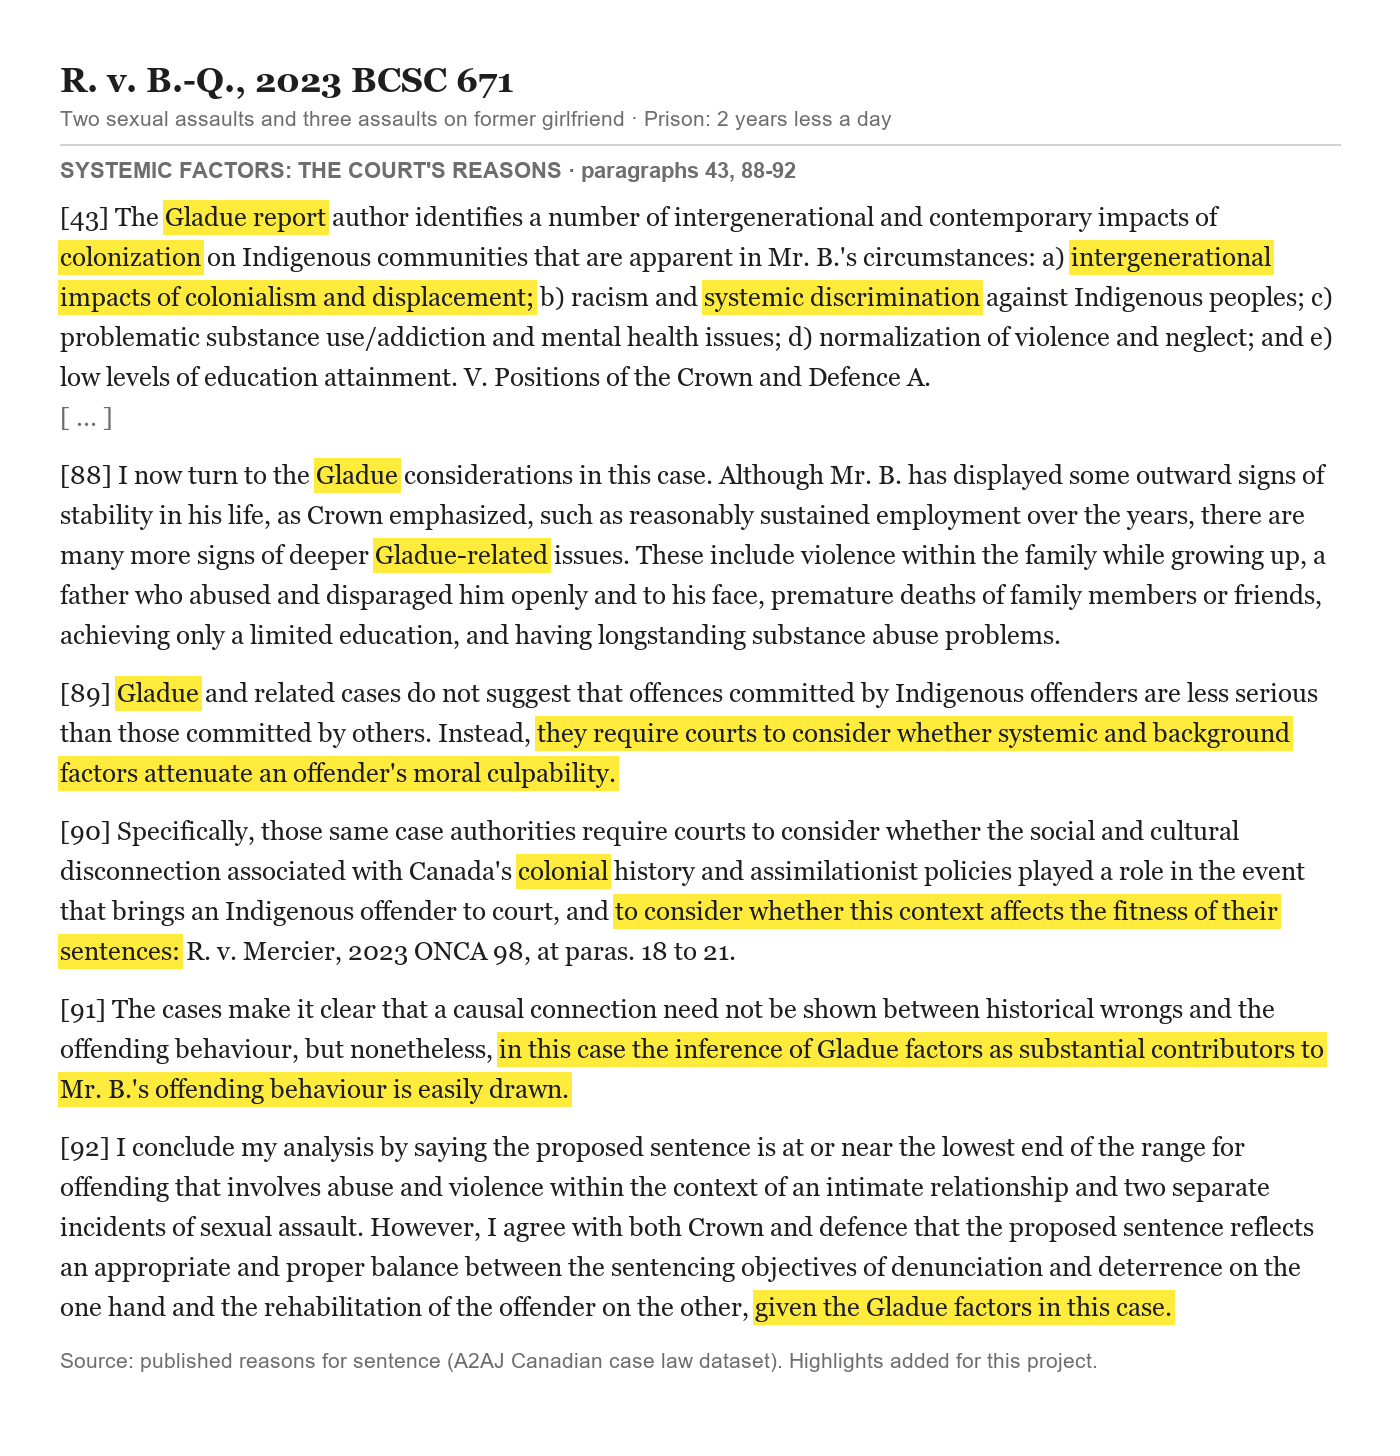 R. v. B.-Q., 2023 BCSC 671
Two sexual assaults and three assaults on former girlfriend · Prison: 2 years less a day
SYSTEMIC FACTORS: THE COURT'S REASONS · paragraphs 43, 88-92
[43] The Gladue report author identifies a number of intergenerational and contemporary impacts of
colonization on Indigenous communities that are apparent in Mr. B.'s circumstances: a) intergenerational
impacts of colonialism and displacement; b) racism and systemic discrimination against Indigenous peoples; c)
problematic substance use/addiction and mental health issues; d) normalization of violence and neglect; and e)
low levels of education attainment. V. Positions of the Crown and Defence A.
[ ... ]
[88] I now turn to the Gladue considerations in this case. Although Mr. B. has displayed some outward signs of
stability in his life, as Crown emphasized, such as reasonably sustained employment over the years, there are
many more signs of deeper Gladue-related issues. These include violence within the family while growing up, a
father who abused and disparaged him openly and to his face, premature deaths of family members or friends,
achieving only a limited education, and having longstanding substance abuse problems.
[89] Gladue and related cases do not suggest that offences committed by Indigenous offenders are less serious
than those committed by others. Instead, they require courts to consider whether systemic and background
factors attenuate an offender's moral culpability.
[90] Specifically, those same case authorities require courts to consider whether the social and cultural
disconnection associated with Canada's colonial history and assimilationist policies played a role in the event
that brings an Indigenous offender to court, and to consider whether this context affects the fitness of their
sentences: R. v. Mercier, 2023 ONCA 98, at paras. 18 to 21.
[91] The cases make it clear that a causal connection need not be shown between historical wrongs and the
offending behaviour, but nonetheless, in this case the inference of Gladue factors as substantial contributors to
Mr. B.'s offending behaviour is easily drawn.
[92] I conclude my analysis by saying the proposed sentence is at or near the lowest end of the range for
offending that involves abuse and violence within the context of an intimate relationship and two separate
incidents of sexual assault. However, I agree with both Crown and defence that the proposed sentence reflects
an appropriate and proper balance between the sentencing objectives of denunciation and deterrence on the
one hand and the rehabilitation of the offender on the other, given the Gladue factors in this case.
Source: published reasons for sentence (A2AJ Canadian case law dataset). Highlights added for this project.